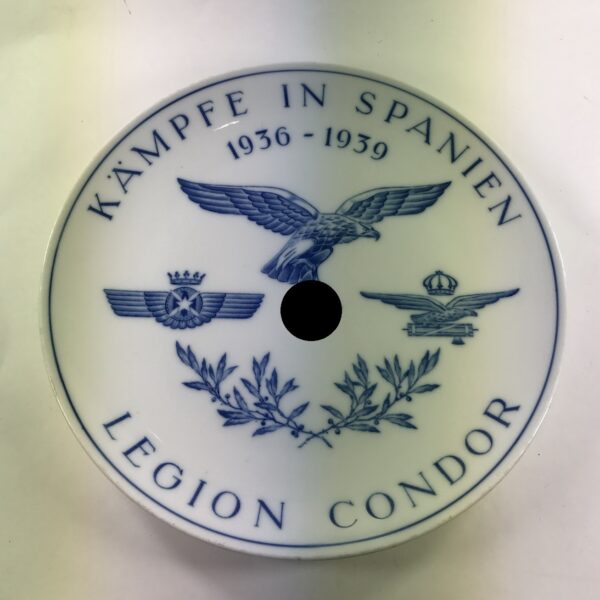 KÄMPFE IN SPANIEN
1936 - 1939
LEGION CONDOR